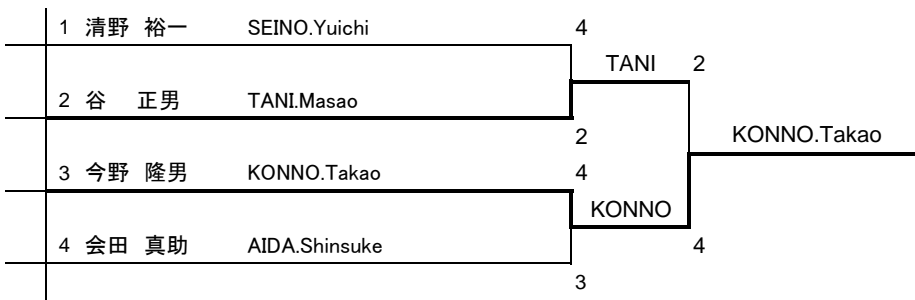 1 清野 裕一 SEINO.Yuichi 4
TANI 2
2 谷 正男 TANI.Masao
2
KONNO.Takao
3 今野 隆男 KONNO.Takao 4
KONNO
4 会田 真助 AIDA.Shinsuke 4
3